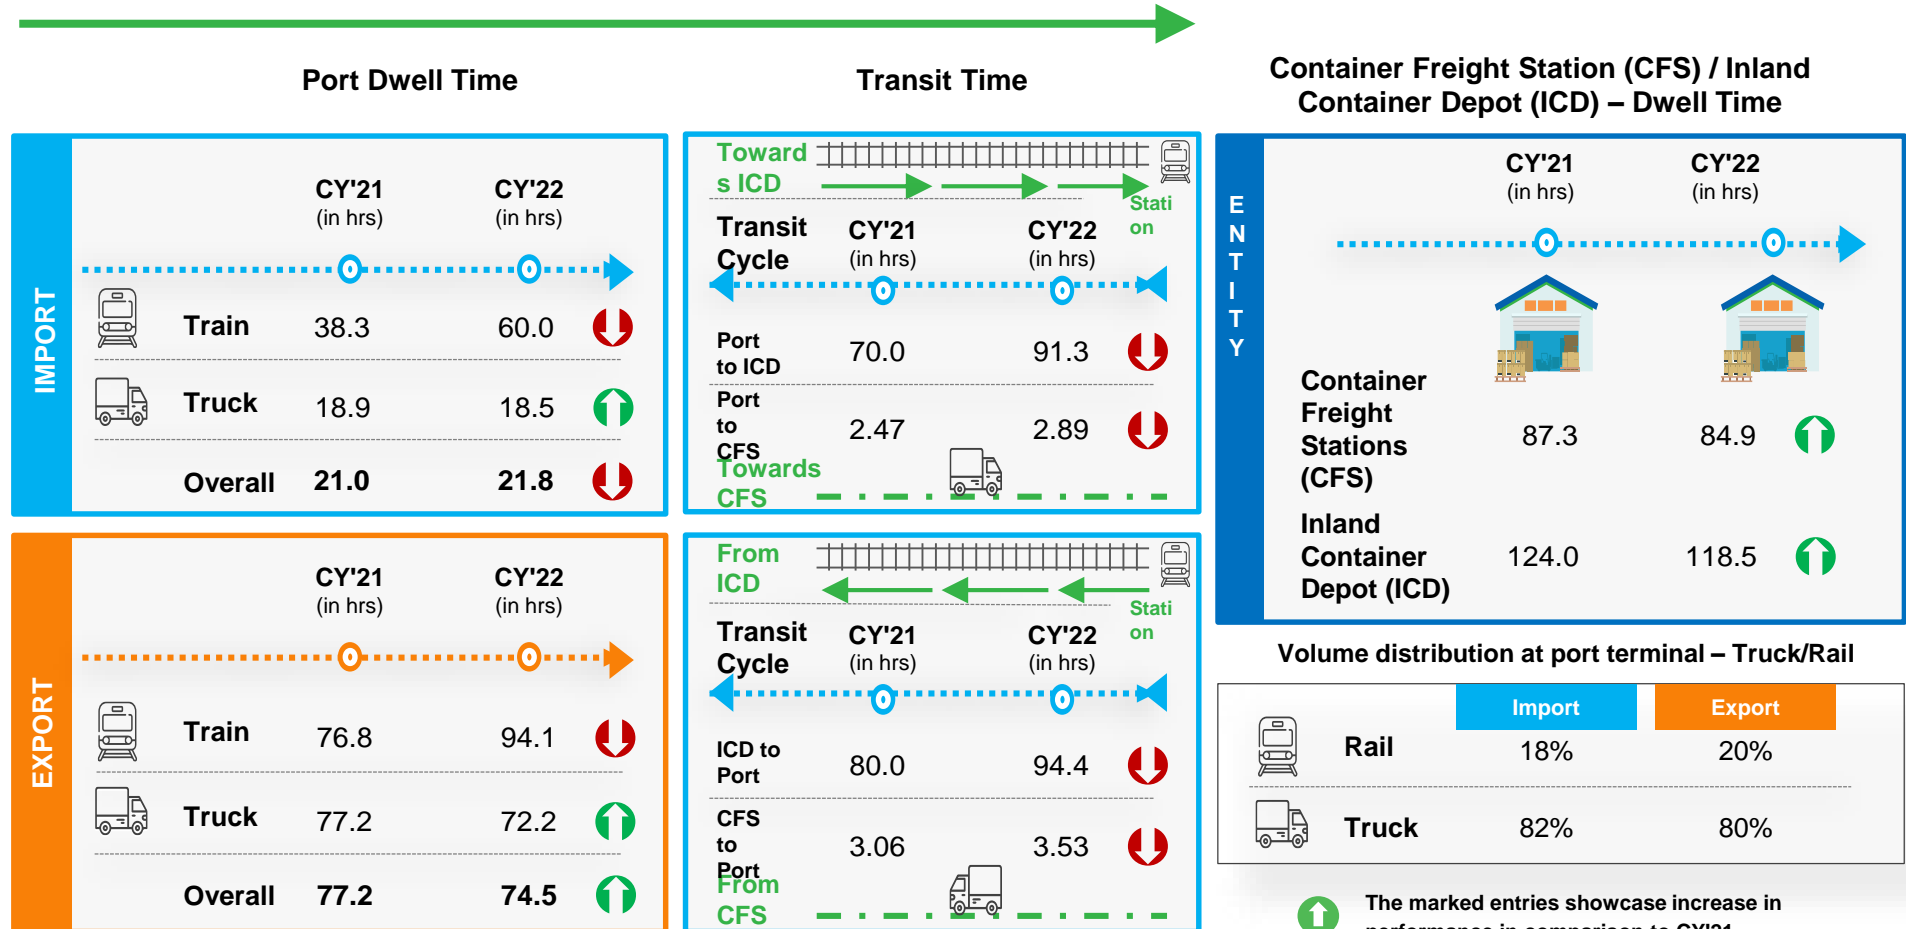 Port Dwell Time
Transit Time
Container Freight Station (CFS) / Inland
Container Depot (ICD) – Dwell Time
IMPORT
CY'21
CY'22
(in hrs)
(in hrs)
Train
38.3
60.0
Truck
18.9
18.5
Overall
21.0
21.8
Toward
s ICD
Stati
on
Transit
Cycle
CY'21
CY'22
(in hrs)
(in hrs)
Port
to ICD
70.0
91.3
Port
to
CFS
2.47
2.89
Towards
CFS
ENTITY
CY'21
CY'22
(in hrs)
(in hrs)
Container
Freight
Stations
(CFS)
87.3
84.9
Inland
Container
Depot (ICD)
124.0
118.5
EXPORT
CY'21
CY'22
(in hrs)
(in hrs)
Train
76.8
94.1
Truck
77.2
72.2
Overall
77.2
74.5
From
ICD
Stati
on
Transit
Cycle
CY'21
CY'22
(in hrs)
(in hrs)
ICD to
Port
80.0
94.4
CFS
to
Port
3.06
3.53
From
CFS
Volume distribution at port terminal – Truck/Rail
Import
Export
Rail
18%
20%
Truck
82%
80%
The marked entries showcase increase in
performance in comparison to CY'21